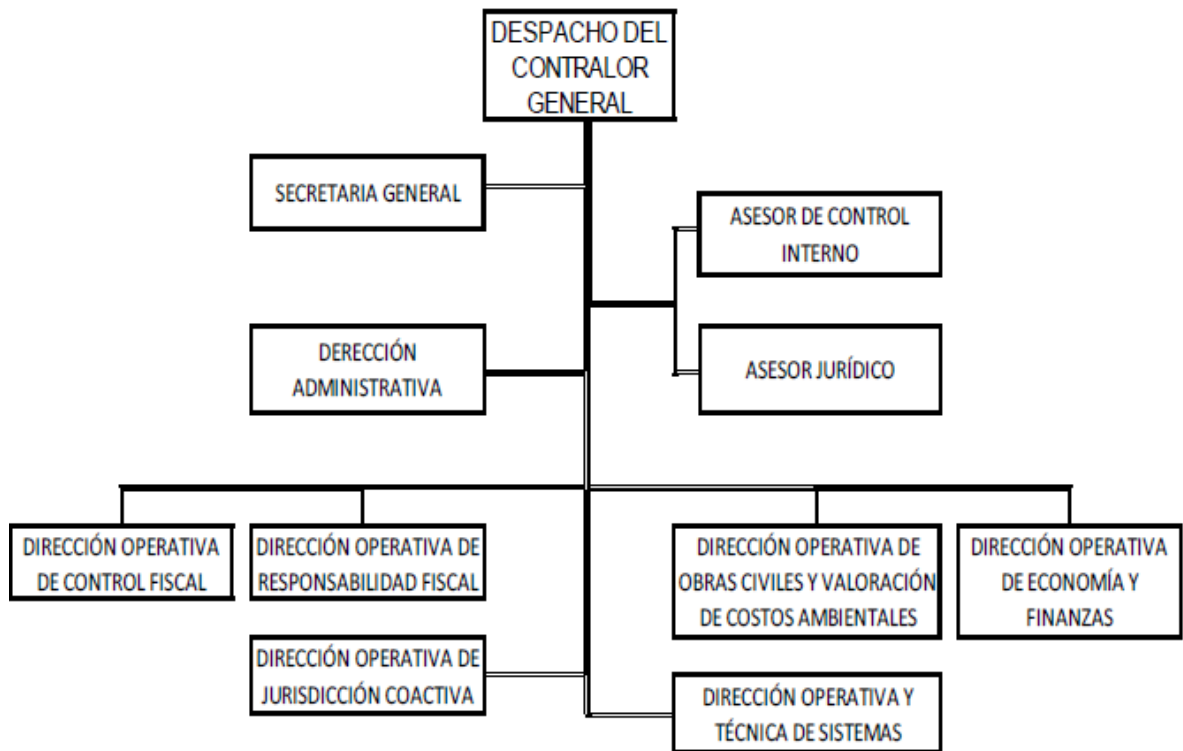 DESPACHO DEL
CONTRALOR
GENERAL
SECRETARIA GENERAL
ASESOR DE CONTROL
INTERNO
DERECCIÓN
ADMINISTRATIVA
ASESOR JURÍDICO
DIRECCIÓN OPERATIVA
DE CONTROL FISCAL
DIRECCIÓN OPERATIVA DE
RESPONSABILIDAD FISCAL
DIRECCIÓN OPERATIVA DE
OBRAS CIVILES Y VALORACIÓN
DE COSTOS AMBIENTALES
DIRECCIÓN OPERATIVA
DE ECONOMÍA Y
FINANZAS
DIRECCIÓN OPERATIVA DE
JURISDICCIÓN COACTIVA
DIRECCIÓN OPERATIVA Y
TÉCNICA DE SISTEMAS